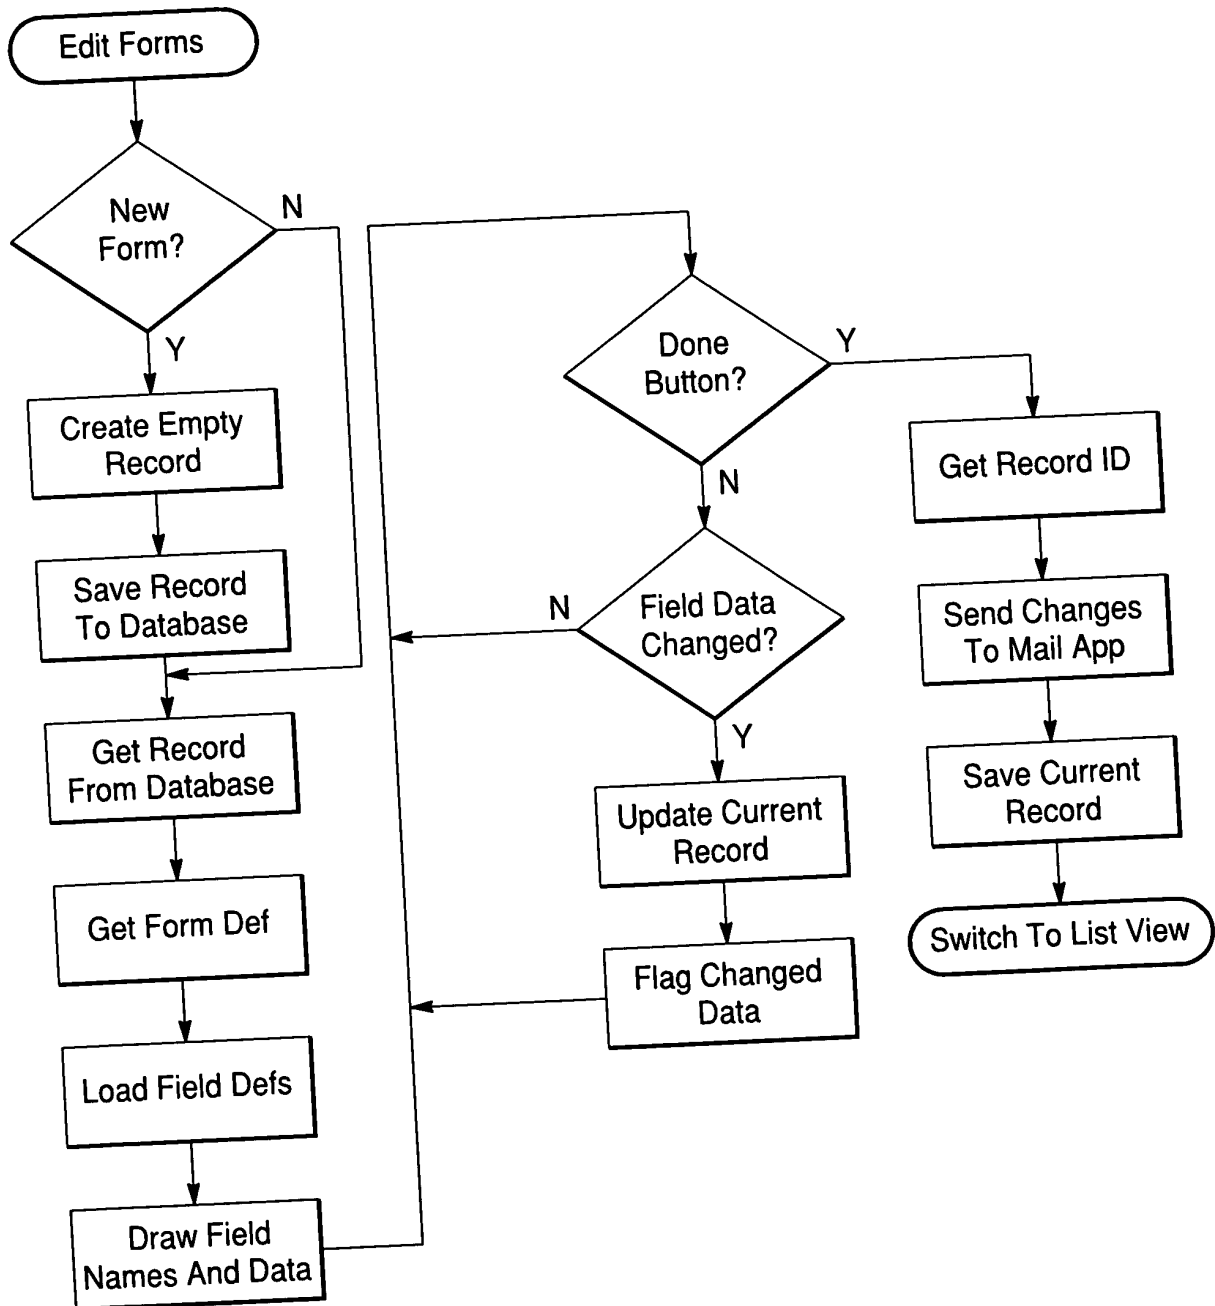 Edit Forms
New
Form?
N
Y
Create Empty
Record
Save Record
To Database
Get Record
From Database
Get Form Def
Load Field Defs
Draw Field
Names And Data
Done
Button?
Y
N
Field Data
Changed?
N
Y
Update Current
Record
Flag Changed
Data
Get Record ID
Send Changes
To Mail App
Save Current
Record
Switch To List View